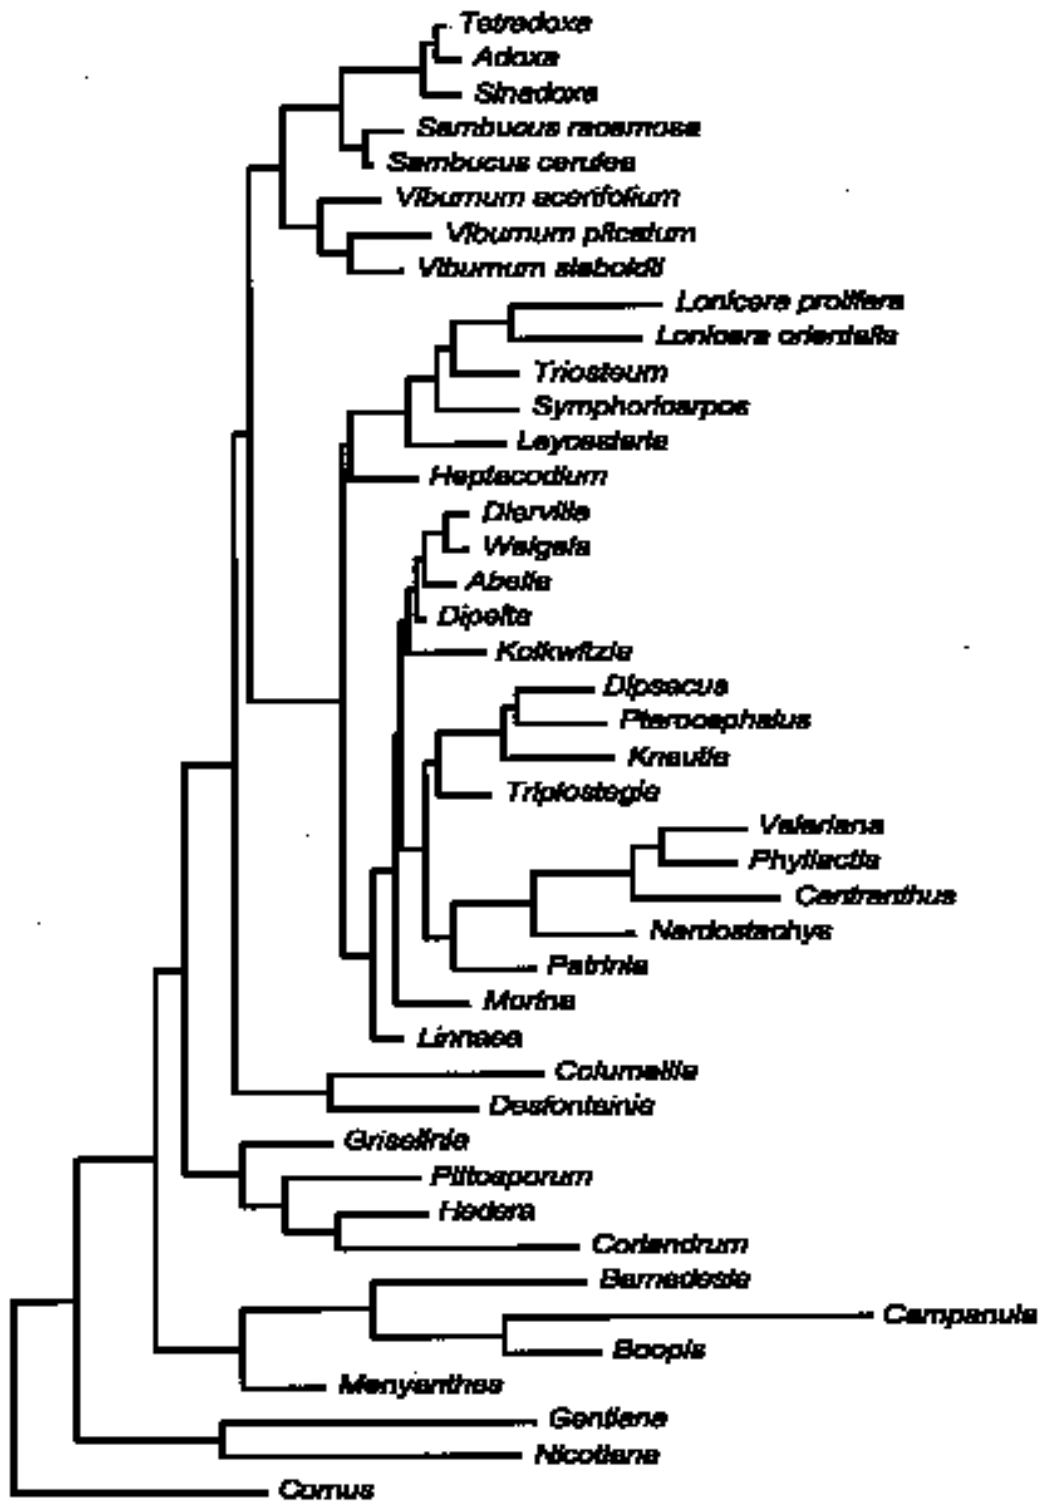 Tetradoxa
Adoxa
Sinadoxa
Sambucus racemosa
Sambucus cerulea
Viburnum acerifolium
Viburnum plicatum
Viburnum sieboldii
Lonicera prolifera
Lonicera orientalis
Triosteum
Symphoricarpos
Leycesteria
Heptacodium
Diervilla
Weigela
Abelia
Dipelta
Kolkwitzia
Dipsacus
Pterocephalus
Knautia
Triplostegia
Valeriana
Phyllactis
Centranthus
Nardostachys
Patrinia
Morina
Linnaea
Columellia
Desfontainia
Griselinia
Pittosporum
Hedera
Coriandrum
Barnadesia
Campanula
Boopis
Menyanthes
Gentiana
Nicotiana
Cornus